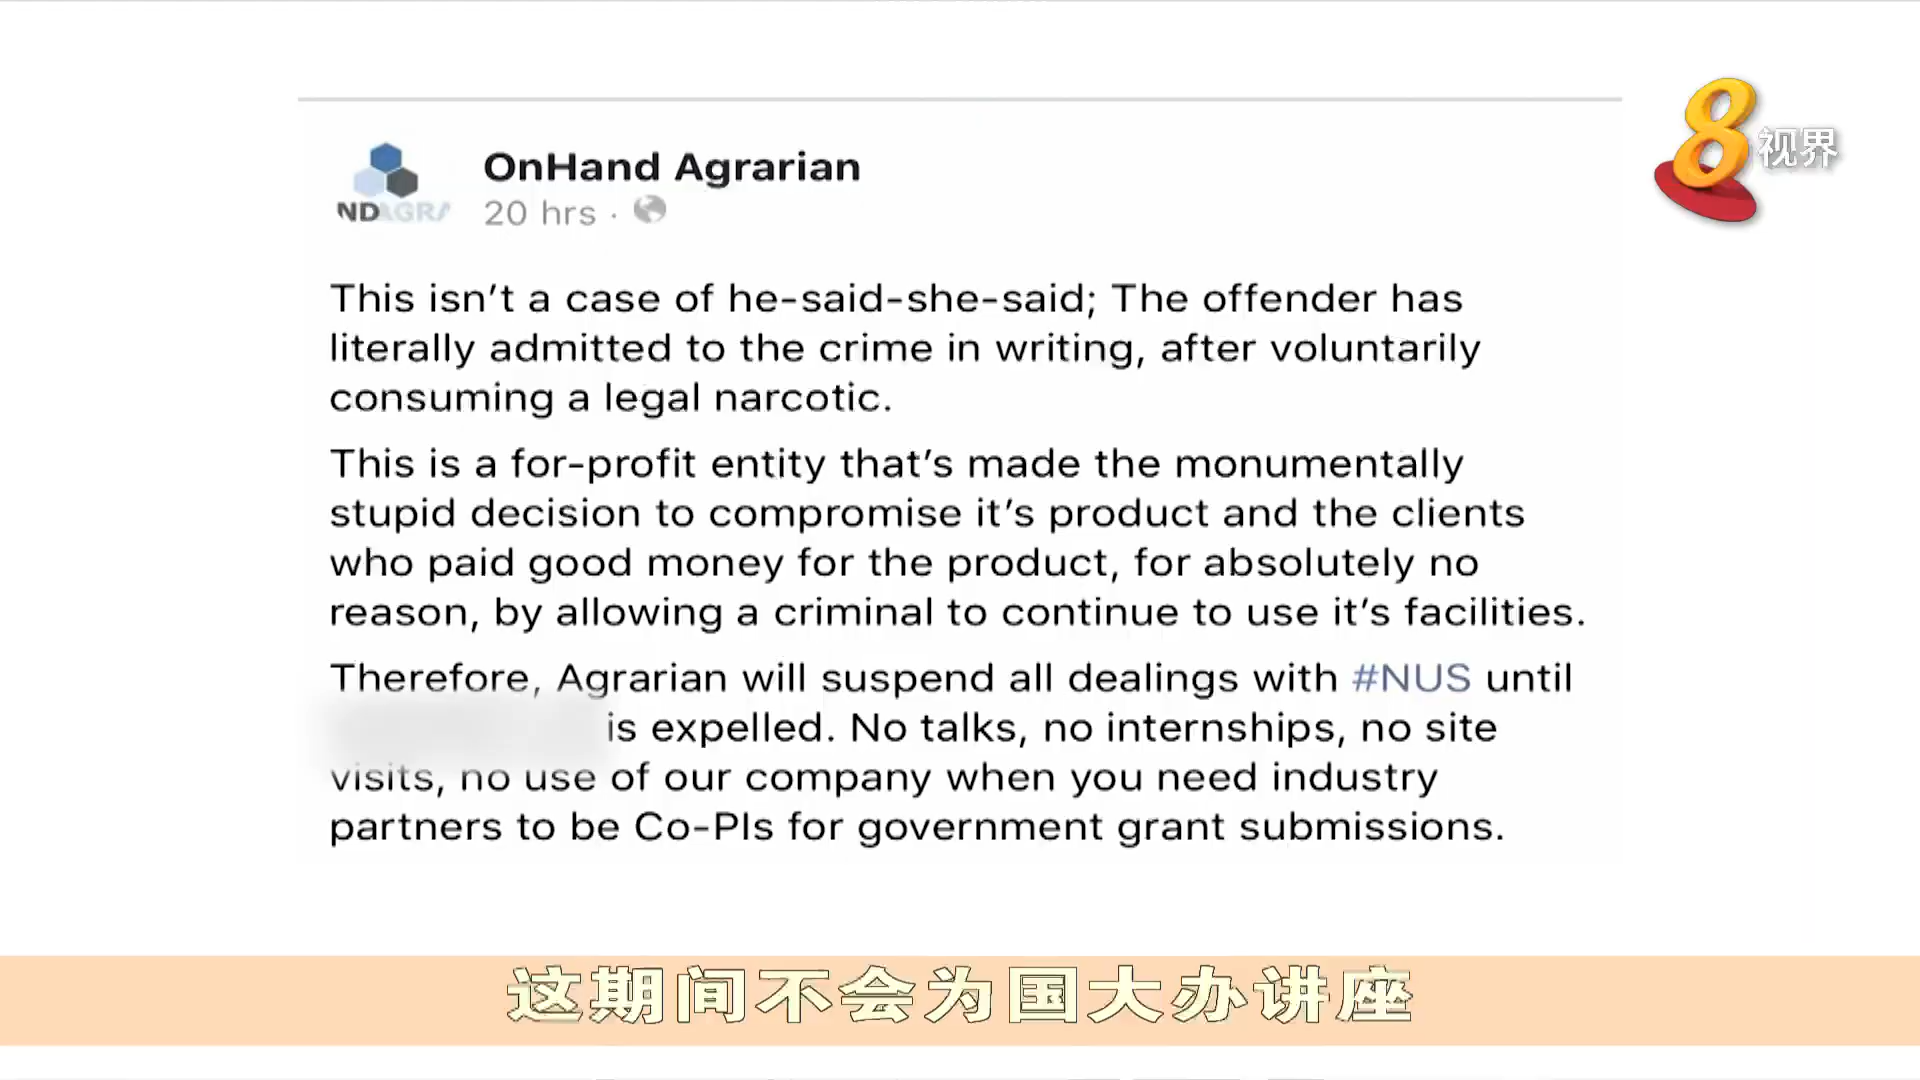 8视界
OnHand Agrarian
NDAGRA
20 hrs ·
This isn't a case of he-said-she-said; The offender has
literally admitted to the crime in writing, after voluntarily
consuming a legal narcotic.
This is a for-profit entity that's made the monumentally
stupid decision to compromise it's product and the clients
who paid good money for the product, for absolutely no
reason, by allowing a criminal to continue to use it's facilities.
Therefore, Agrarian will suspend all dealings with #NUS until
is expelled. No talks, no internships, no site
visits, no use of our company when you need industry
partners to be Co-PIs for government grant submissions.
这期间不会为国大办讲座